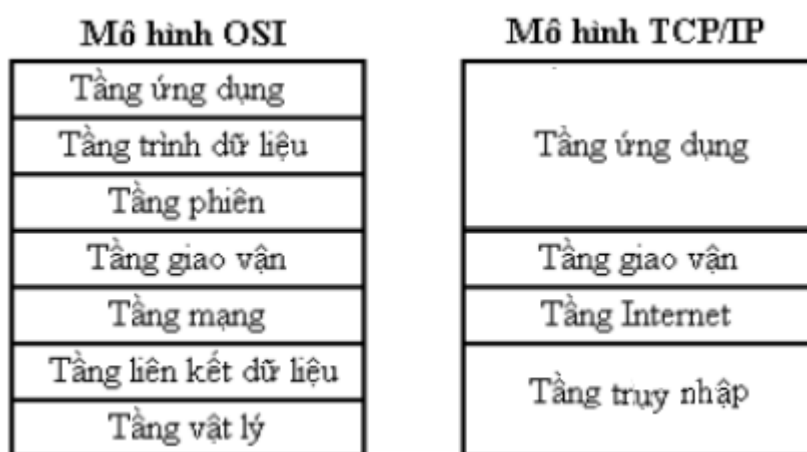 Mô hình OSI
Tầng ứng dụng
Tầng trình dữ liệu
Tầng phiên
Tầng giao vận
Tầng mạng
Tầng liên kết dữ liệu
Tầng vật lý
Mô hình TCP/IP
Tầng ứng dụng
Tầng giao vận
Tầng Internet
Tầng truy nhập